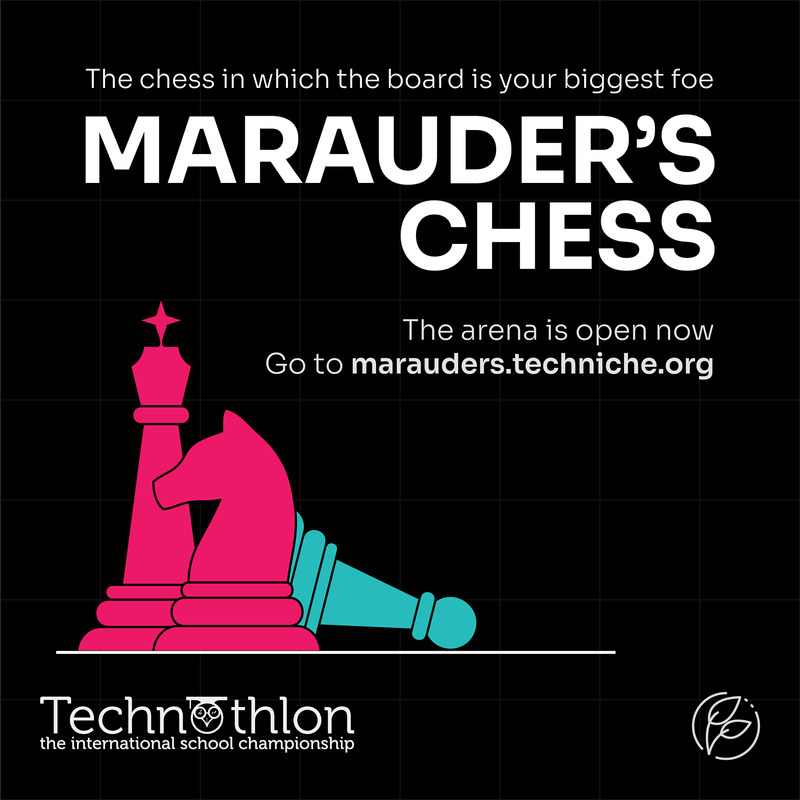 The chess in which the board is your biggest foe
MARAUDER’S
CHESS
The arena is open now
Go to marauders.techniche.org
Technothlon
the international school championship